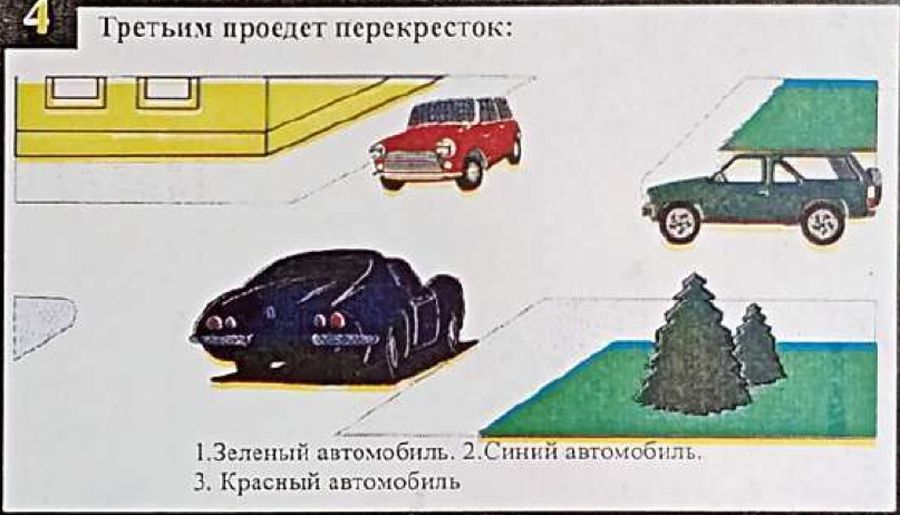 4
Третьим проедет перекресток:
1.Зеленый автомобиль. 2.Синий автомобиль.
3. Красный автомобиль